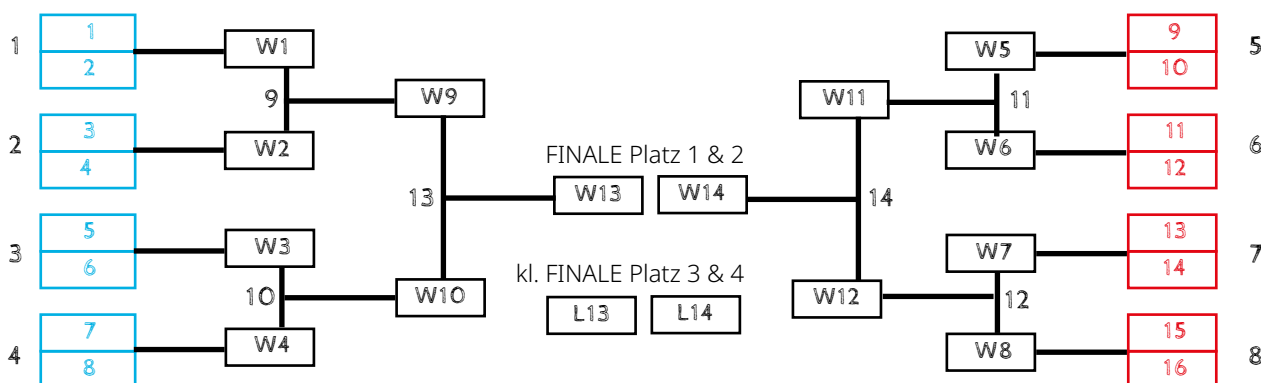 1
1
2
W1
9
W2
2
3
4
W9
13
W10
3
5
6
W3
10
W4
4
7
8
FINALE Platz 1 & 2
W13 W14
kl. FINALE Platz 3 & 4
L13 L14
W11
14
W12
W5
11
W6
9
10
5
11
12
6
W7
12
W8
13
14
7
15
16
8